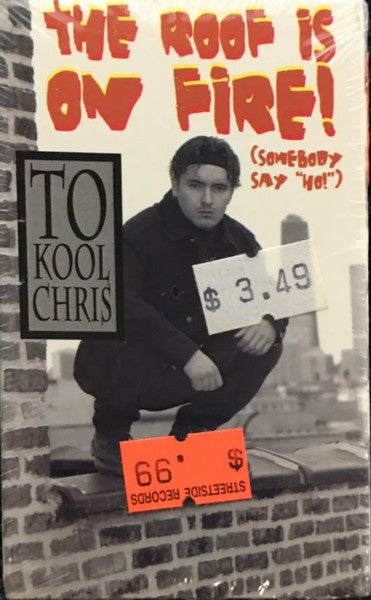 THE ROOF IS
ON FIRE!
(SOMEBODY
SAY "HO!")
TO
KOOL
CHRIS
$ 3.49
$ .99
STREETSIDE RECORDS